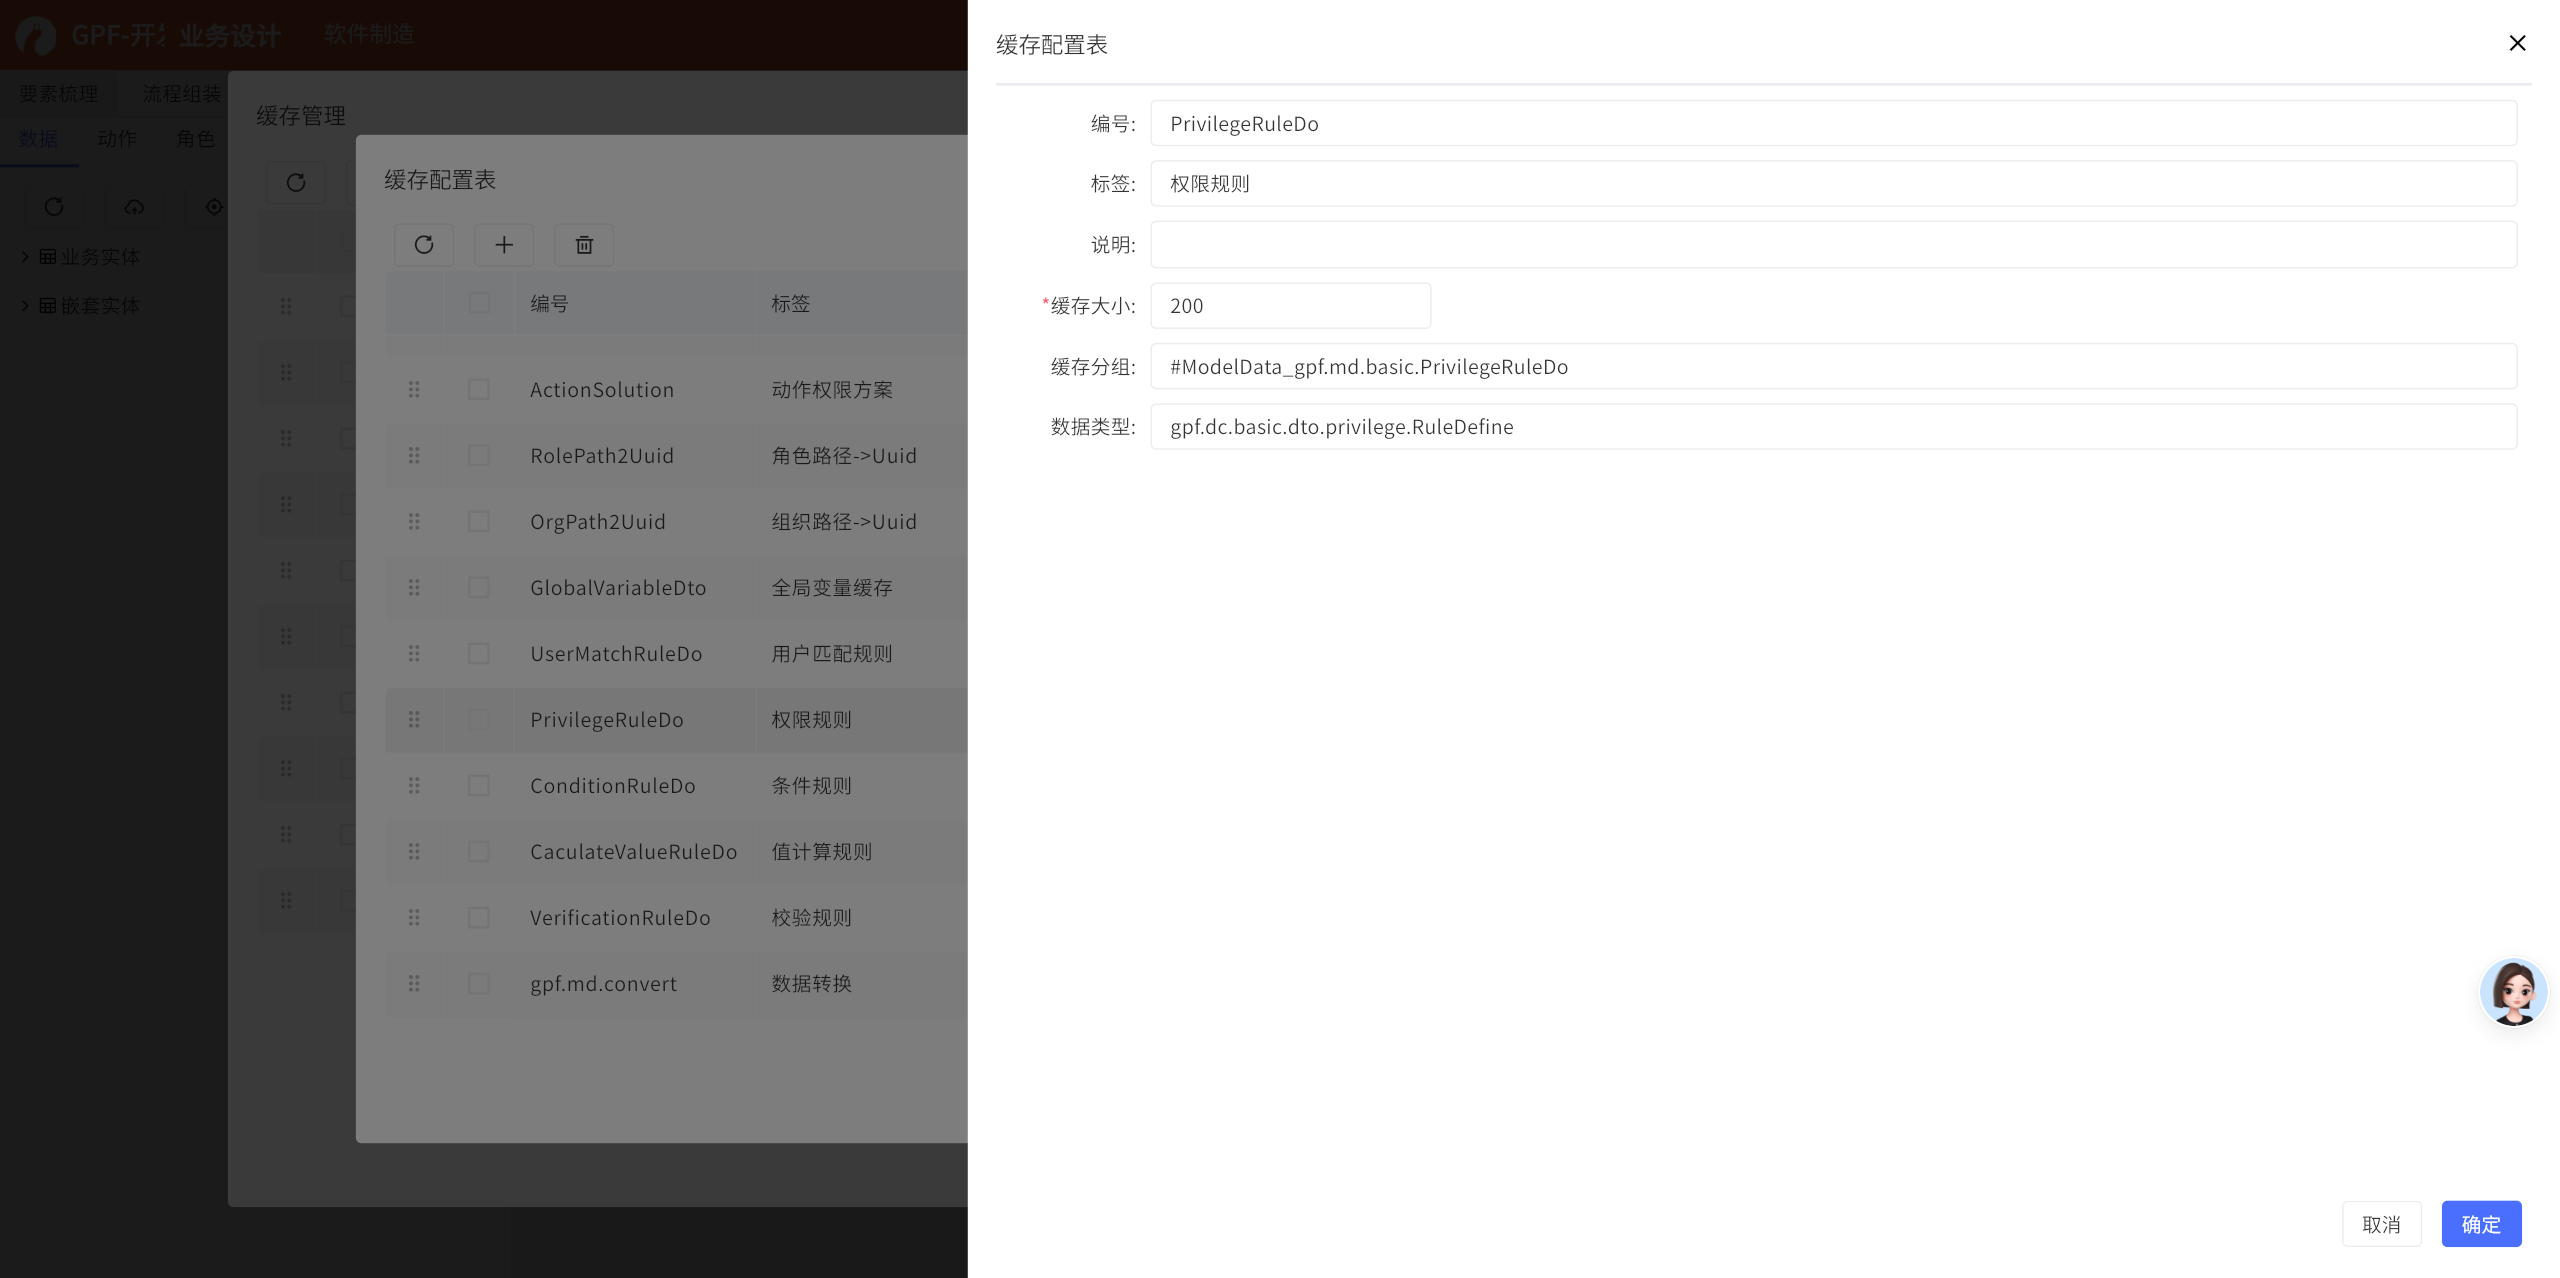 GPF-开发 业务设计 软件制造
要素梳理 流程组装
数据 动作 角色
业务实体
嵌套实体
缓存管理
缓存配置表
编号 标签
ActionSolution 动作权限方案
RolePath2Uuid 角色路径->Uuid
OrgPath2Uuid 组织路径->Uuid
GlobalVariableDto 全局变量缓存
UserMatchRuleDo 用户匹配规则
PrivilegeRuleDo 权限规则
ConditionRuleDo 条件规则
CaculateValueRuleDo 值计算规则
VerificationRuleDo 校验规则
gpf.md.convert 数据转换
缓存配置表
编号: PrivilegeRuleDo
标签: 权限规则
说明:
*缓存大小: 200
缓存分组: #ModelData_gpf.md.basic.PrivilegeRuleDo
数据类型: gpf.dc.basic.dto.privilege.RuleDefine
取消 确定